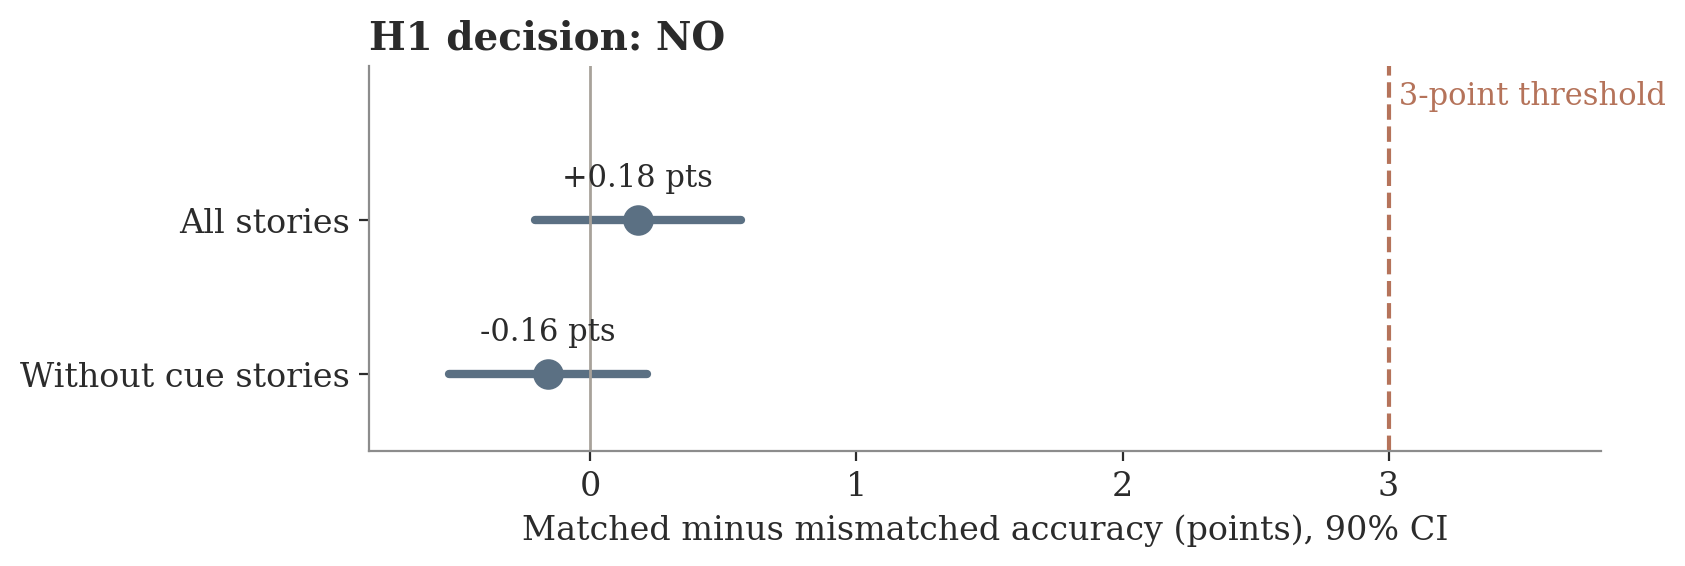 H1 decision: NO
3-point threshold
+0.18 pts
All stories
-0.16 pts
Without cue stories
0 1 2 3
Matched minus mismatched accuracy (points), 90% CI